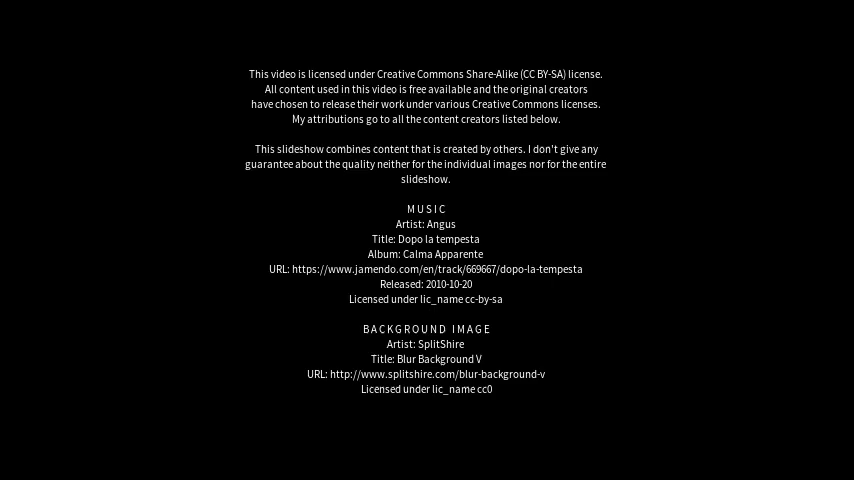 This video is licensed under Creative Commons Share-Alike (CC BY-SA) license.
All content used in this video is free available and the original creators
have chosen to release their work under various Creative Commons licenses.
My attributions go to all the content creators listed below.
This slideshow combines content that is created by others. I don't give any
guarantee about the quality neither for the individual images nor for the entire
slideshow.
MUSIC
Artist: Angus
Title: Dopo la tempesta
Album: Calma Apparente
URL: https://www.jamendo.com/en/track/669667/dopo-la-tempesta
Released: 2010-10-20
Licensed under lic_name cc-by-sa
BACKGROUND IMAGE
Artist: SplitShire
Title: Blur Background V
URL: http://www.splitshire.com/blur-background-v
Licensed under lic_name cc0